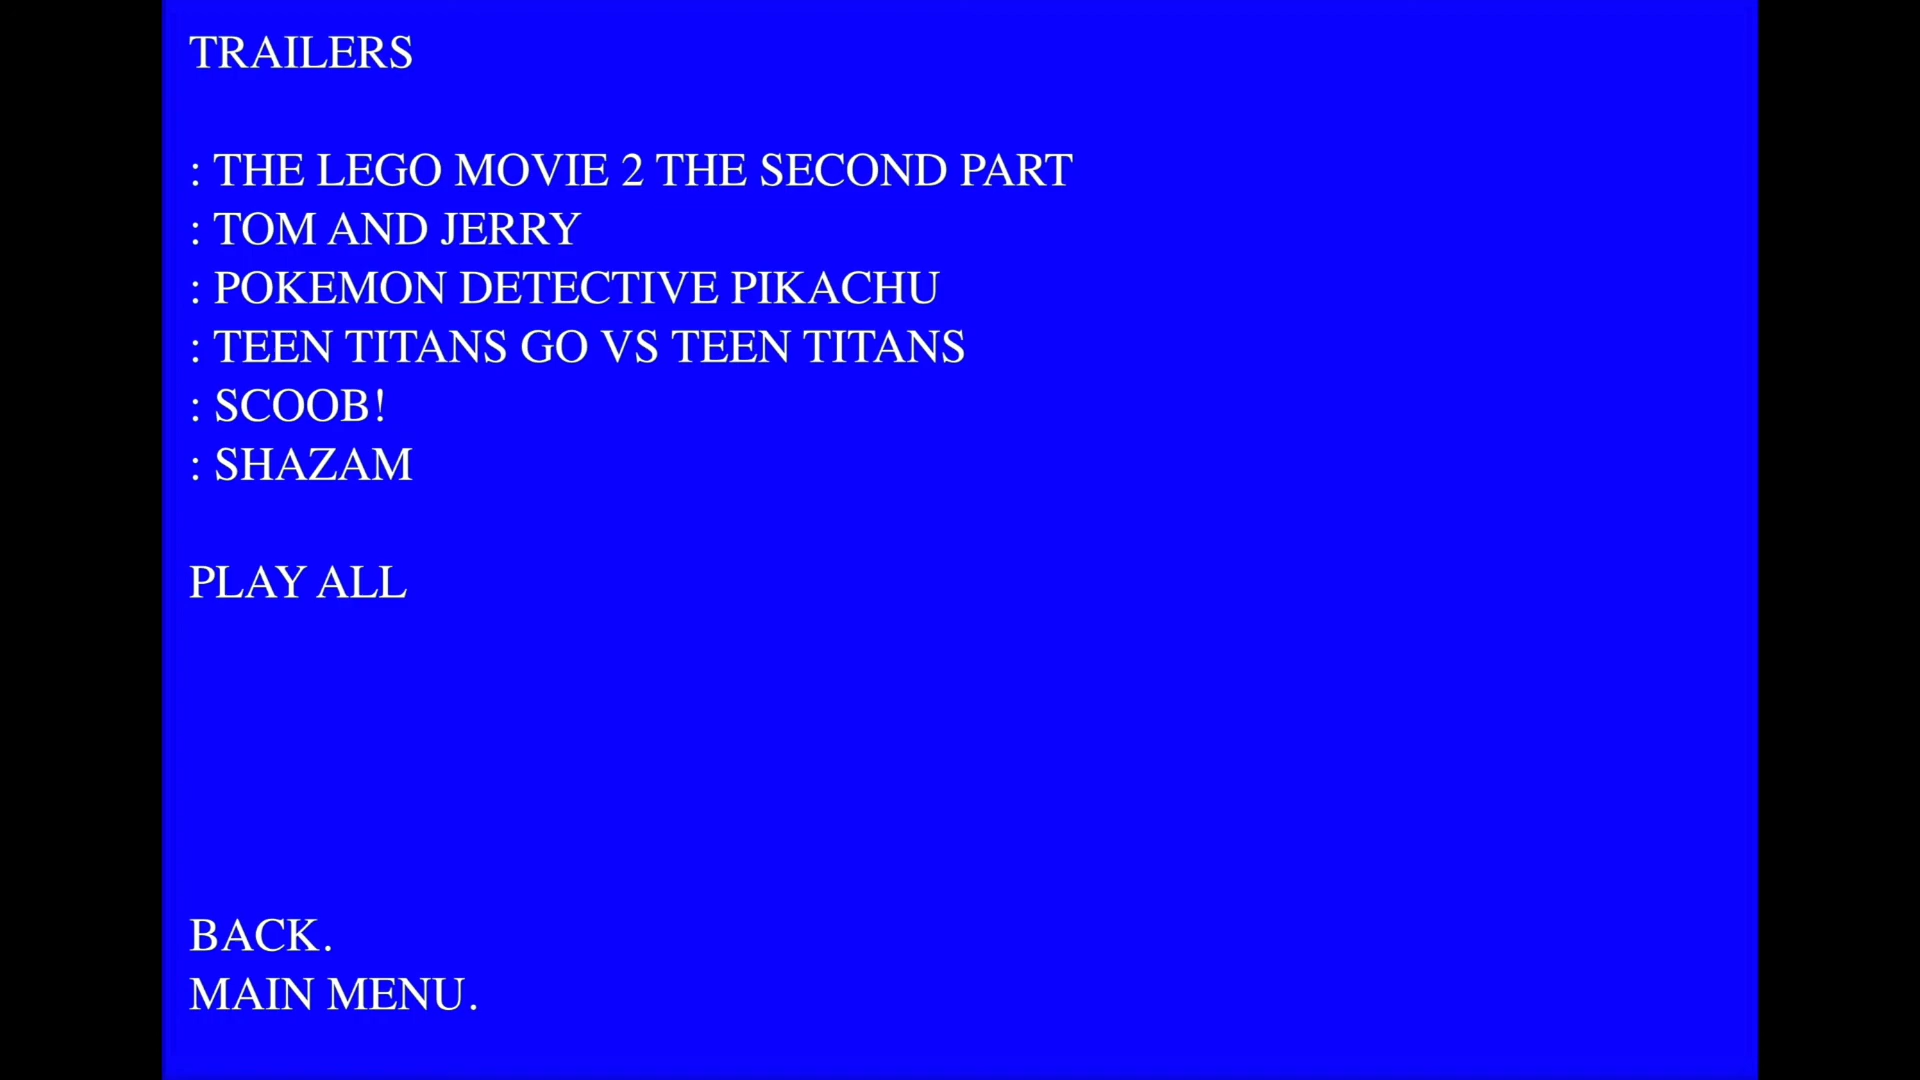 TRAILERS
: THE LEGO MOVIE 2 THE SECOND PART
: TOM AND JERRY
: POKEMON DETECTIVE PIKACHU
: TEEN TITANS GO VS TEEN TITANS
: SCOOB!
: SHAZAM
PLAY ALL
BACK.
MAIN MENU.